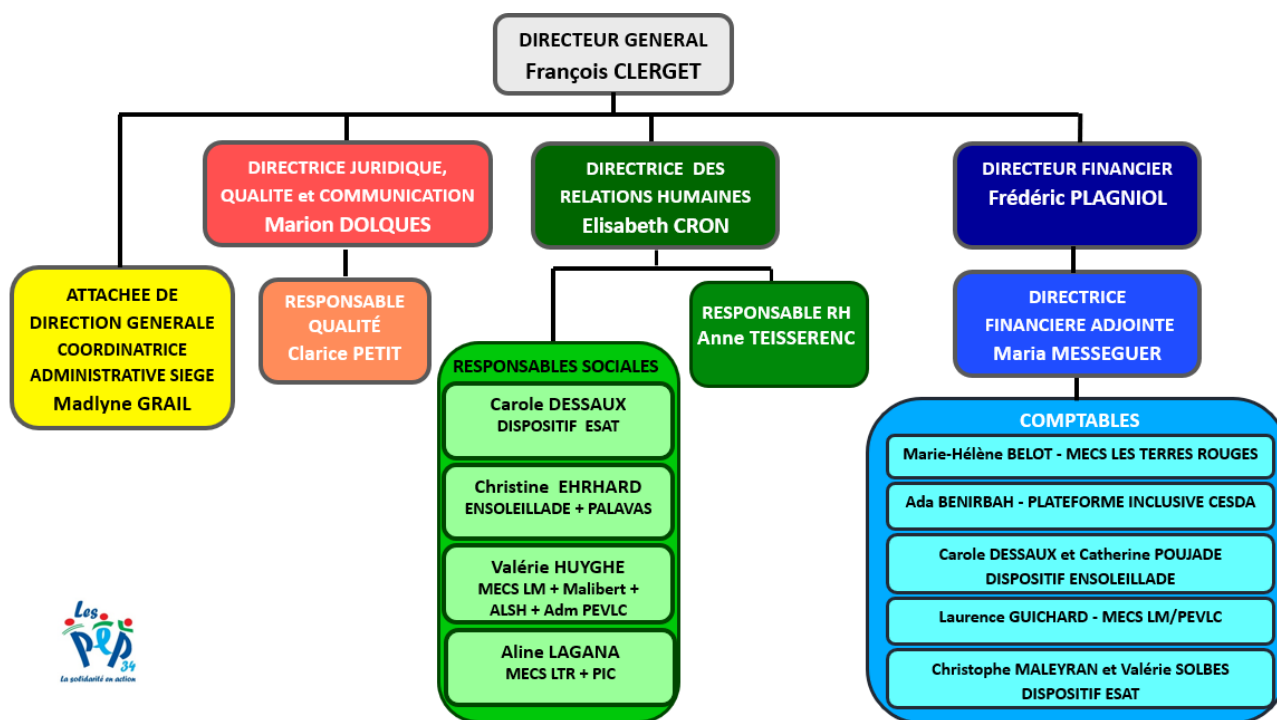 DIRECTEUR GENERAL
François CLERGET
DIRECTRICE JURIDIQUE,
QUALITE et COMMUNICATION
Marion DOLQUES
DIRECTRICE DES
RELATIONS HUMAINES
Elisabeth CRON
DIRECTEUR FINANCIER
Frédéric PLAGNIOL
ATTACHEE DE
DIRECTION GENERALE
COORDINATRICE
ADMINISTRATIVE SIEGE
Madlyne GRAIL
RESPONSABLE
QUALITÉ
Clarice PETIT
RESPONSABLE RH
Anne TEISSERENC
DIRECTRICE
FINANCIERE ADJOINTE
Maria MESSEGUER
RESPONSABLES SOCIALES
Carole DESSAUX
DISPOSITIF ESAT
Christine EHRHARD
ENSOLEILLADE + PALAVAS
Valérie HUYGHE
MECS LM + Malibert +
ALSH + Adm PEVLC
Aline LAGANA
MECS LTR + PIC
COMPTABLES
Marie-Hélène BELOT - MECS LES TERRES ROUGES
Ada BENIRBAH - PLATEFORME INCLUSIVE CESDA
Carole DESSAUX et Catherine POUJADE
DISPOSITIF ENSOLEILLADE
Laurence GUICHARD - MECS LM/PEVLC
Christophe MALEYRAN et Valérie SOLBES
DISPOSITIF ESAT
Les
PEP
34
La solidarité en action